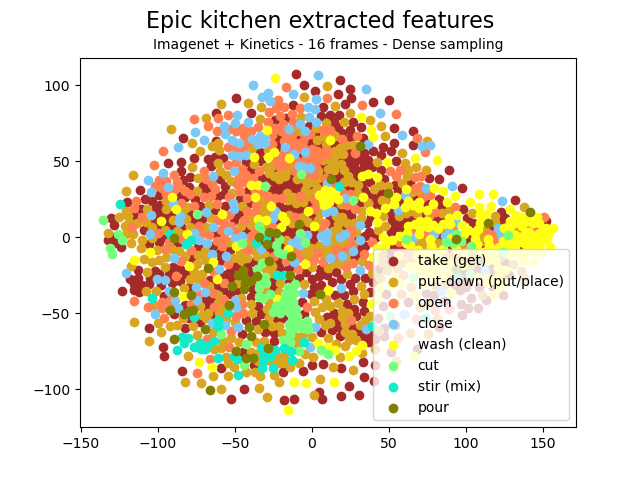 Epic kitchen extracted features
Imagenet + Kinetics - 16 frames - Dense sampling
100
50
0
−50
−100
take (get)
put-down (put/place)
open
close
wash (clean)
cut
stir (mix)
pour
−150
−100
−50
0
50
100
150